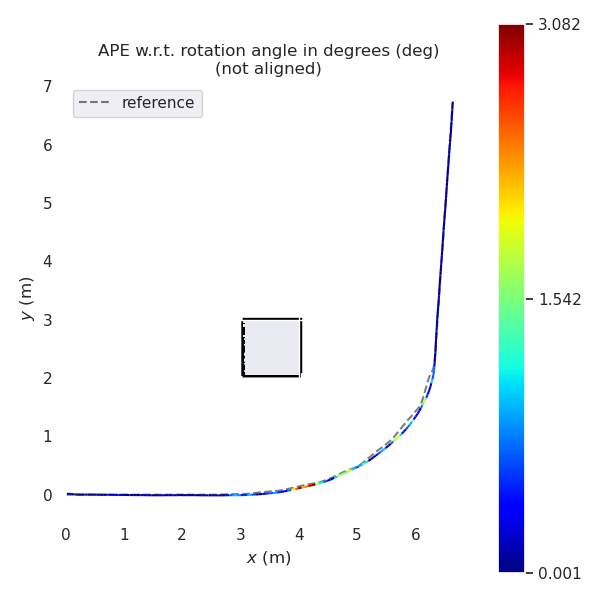 APE w.r.t. rotation angle in degrees (deg)
(not aligned)
reference
7
6
5
4
3
2
1
0
y (m)
0 1 2 3 4 5 6
x (m)
3.082
1.542
0.001